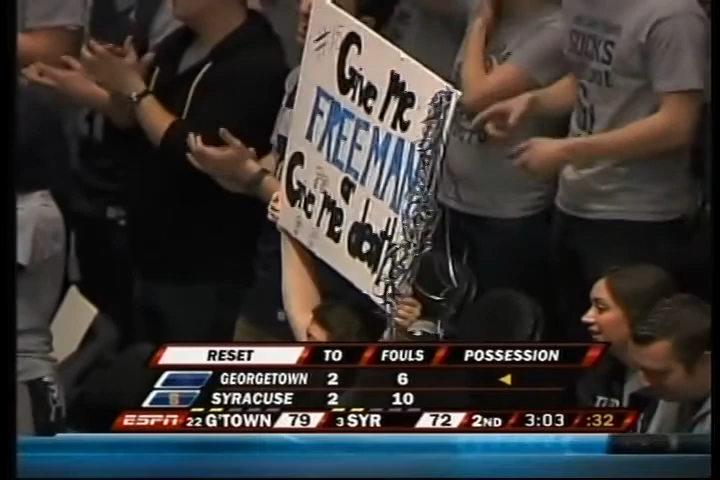 SOCKS
Give me
FREEMAN
or
Give me death
RESET TO FOULS POSSESSION
GEORGETOWN 2 6
SYRACUSE 2 10
ESPN 22 G'TOWN 79 3 SYR 72 2ND 3:03 :32